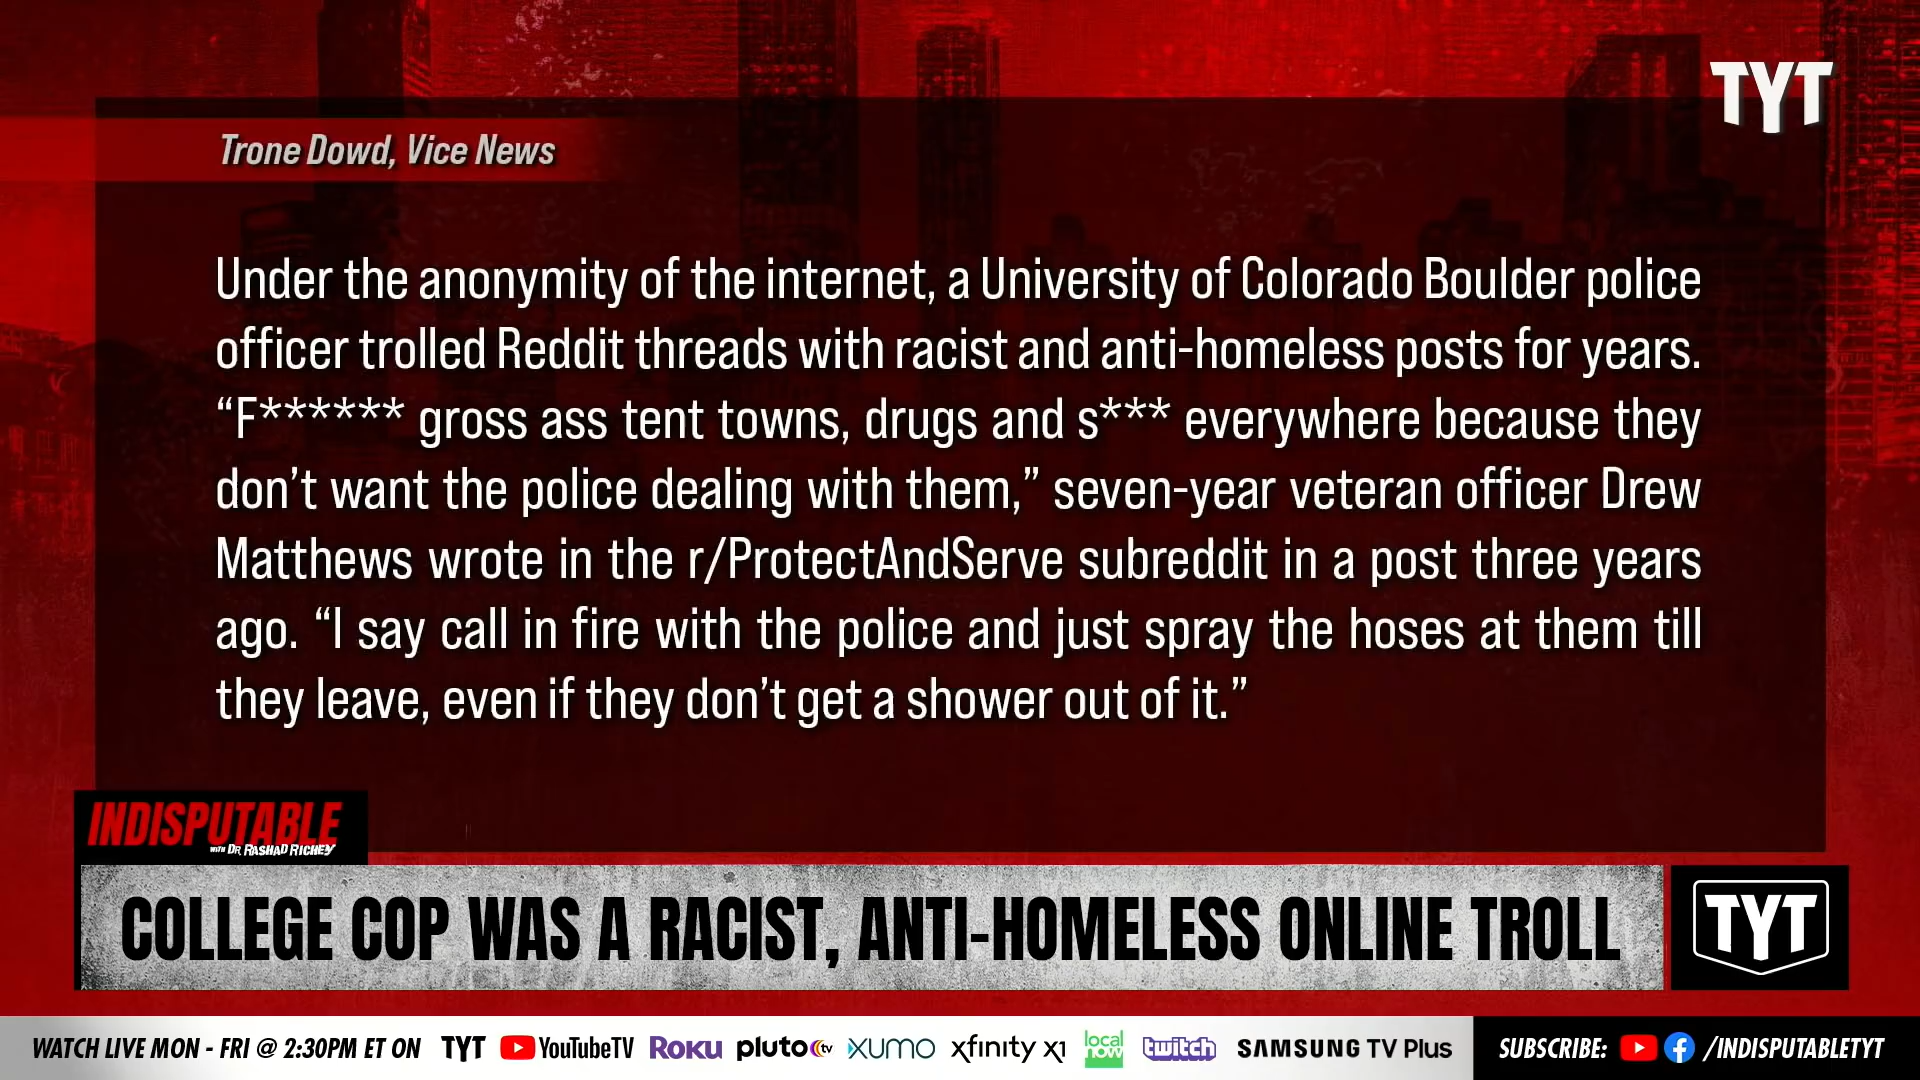 TYT
Trone Dowd, Vice News
Under the anonymity of the internet, a University of Colorado Boulder police
officer trolled Reddit threads with racist and anti-homeless posts for years.
“F****** gross ass tent towns, drugs and s*** everywhere because they
don’t want the police dealing with them,” seven-year veteran officer Drew
Matthews wrote in the r/ProtectAndServe subreddit in a post three years
ago. “I say call in fire with the police and just spray the hoses at them till
they leave, even if they don’t get a shower out of it.”
INDISPUTABLE
WITH DR RASHAD RICHEY
COLLEGE COP WAS A RACIST, ANTI-HOMELESS ONLINE TROLL
TYT
WATCH LIVE MON - FRI @ 2:30PM ET ON TYT YouTubeTV ROKU pluto tv XUMO xfinity X1 local now twitch SAMSUNG TV Plus SUBSCRIBE: /INDISPUTABLETYT